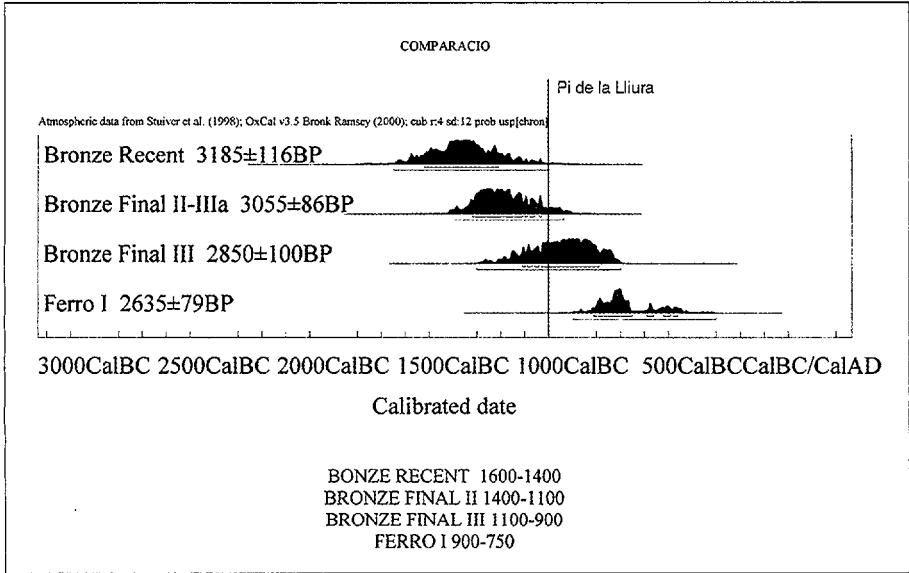 COMPARACIO
Pi de la Lliura
Atmospheric data from Stuiver et al. (1998); OxCal v3.5 Bronk Ramsey (2000); cub r:4 sd:12 prob usp[chron]
Bronze Recent 3185±116BP
Bronze Final II-IIIa 3055±86BP
Bronze Final III 2850±100BP
Ferro I 2635±79BP
3000CalBC 2500CalBC 2000CalBC 1500CalBC 1000CalBC 500CalBCCalBC/CalAD
Calibrated date
BONZE RECENT 1600-1400
BRONZE FINAL II 1400-1100
BRONZE FINAL III 1100-900
FERRO I 900-750